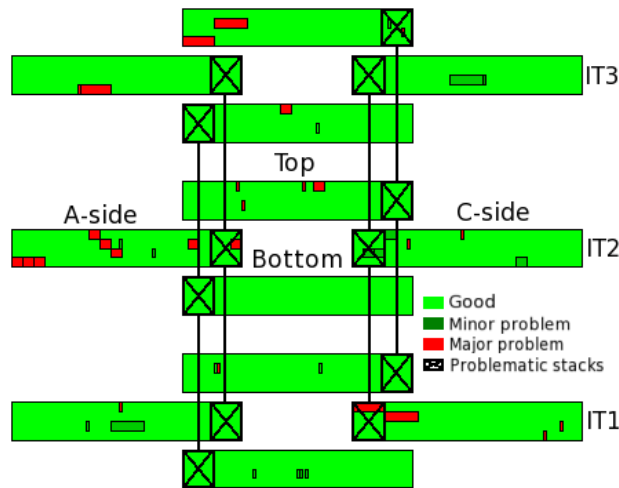 IT3
Top
A-side
C-side
Bottom
IT2
Good
Minor problem
Major problem
Problematic stacks
IT1